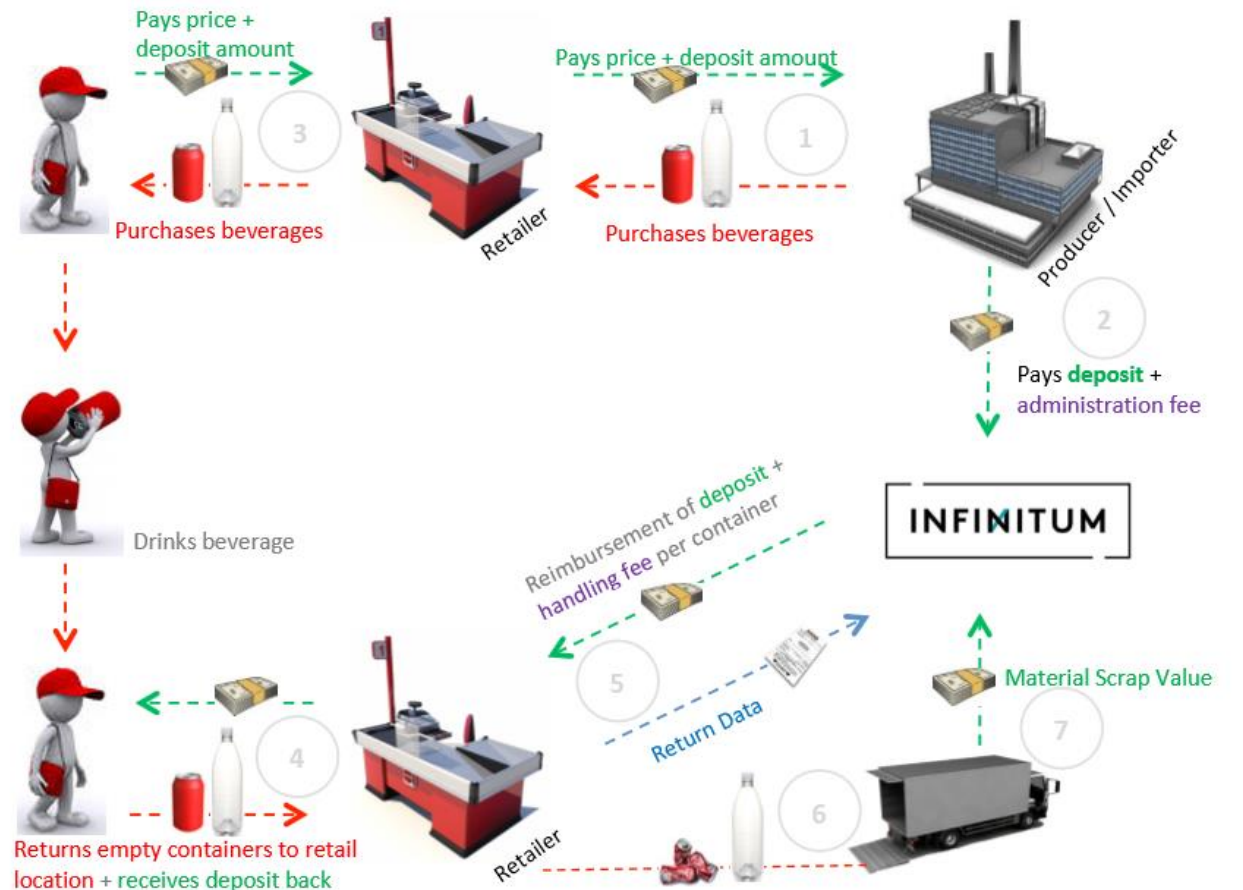 Pays price +
deposit amount
3
Purchases beverages
Retailer
Pays price + deposit amount
1
Purchases beverages
Producer / Importer
2
Pays deposit +
administration fee
INFINITUM
Drinks beverage
Reimbursement of deposit +
handling fee per container
5
Return Data
Material Scrap Value
7
4
Returns empty containers to retail
location + receives deposit back
Retailer
6